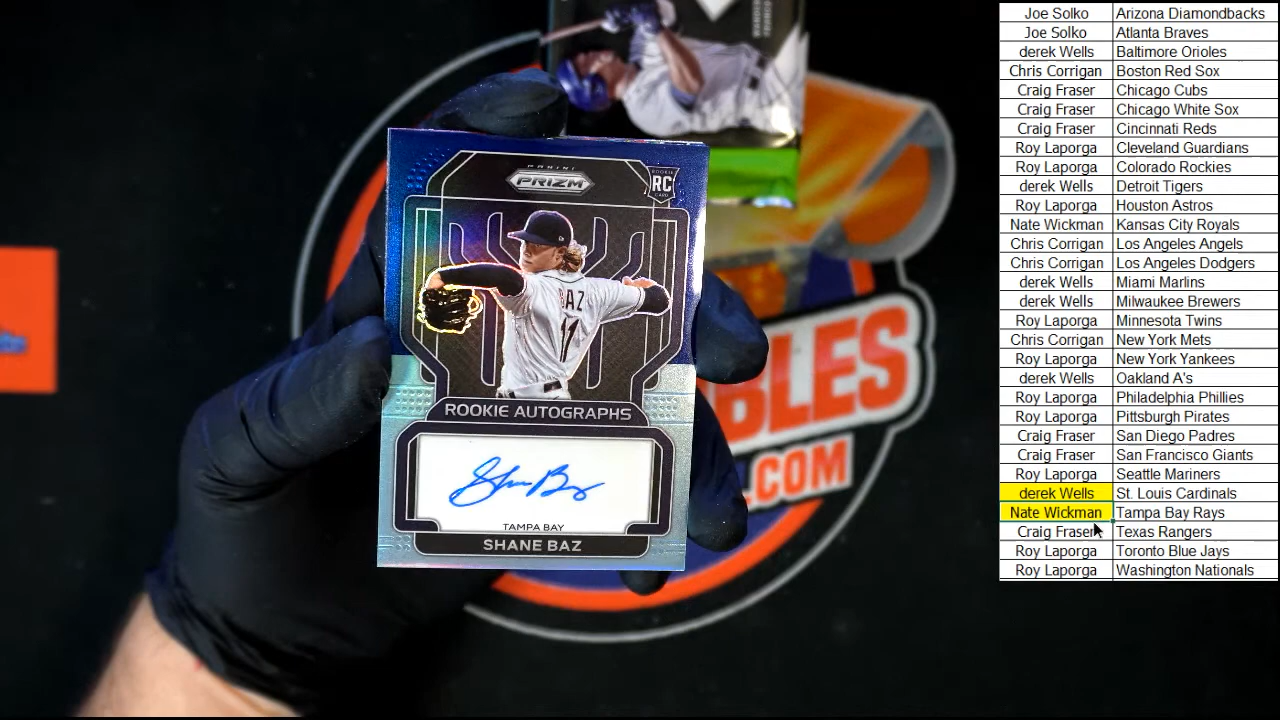 PANINI
PRIZM
ROOKIE
RC
CARD
BAZ
11
ROOKIE AUTOGRAPHS
Shane Baz
TAMPA BAY
SHANE BAZ
BLES
.COM
Joe Solko Arizona Diamondbacks
Joe Solko Atlanta Braves
derek Wells Baltimore Orioles
Chris Corrigan Boston Red Sox
Craig Fraser Chicago Cubs
Craig Fraser Chicago White Sox
Craig Fraser Cincinnati Reds
Roy Laporga Cleveland Guardians
Roy Laporga Colorado Rockies
derek Wells Detroit Tigers
Roy Laporga Houston Astros
Nate Wickman Kansas City Royals
Chris Corrigan Los Angeles Angels
Chris Corrigan Los Angeles Dodgers
derek Wells Miami Marlins
derek Wells Milwaukee Brewers
Roy Laporga Minnesota Twins
Chris Corrigan New York Mets
Roy Laporga New York Yankees
derek Wells Oakland A's
Roy Laporga Philadelphia Phillies
Roy Laporga Pittsburgh Pirates
Craig Fraser San Diego Padres
Craig Fraser San Francisco Giants
Roy Laporga Seattle Mariners
derek Wells St. Louis Cardinals
Nate Wickman Tampa Bay Rays
Craig Fraser Texas Rangers
Roy Laporga Toronto Blue Jays
Roy Laporga Washington Nationals